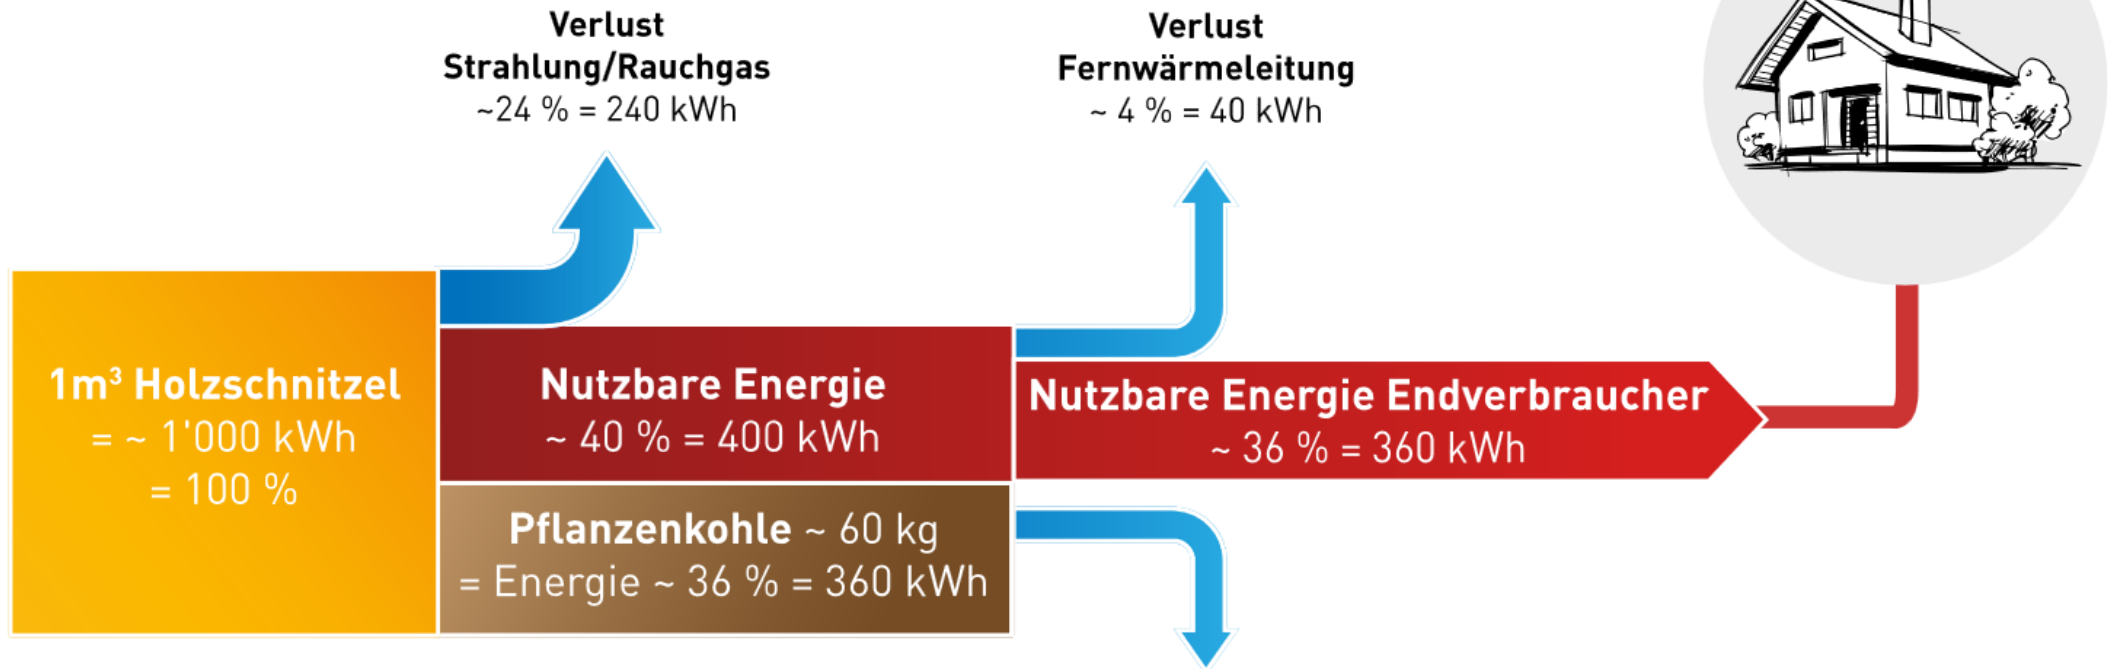 Verlust
Strahlung/Rauchgas
~24 % = 240 kWh
Verlust
Fernwärmeleitung
~ 4 % = 40 kWh
1m³ Holzschnitzel
= ~ 1'000 kWh
= 100 %
Nutzbare Energie
~ 40 % = 400 kWh
Nutzbare Energie Endverbraucher
~ 36 % = 360 kWh
Pflanzenkohle ~ 60 kg
= Energie ~ 36 % = 360 kWh